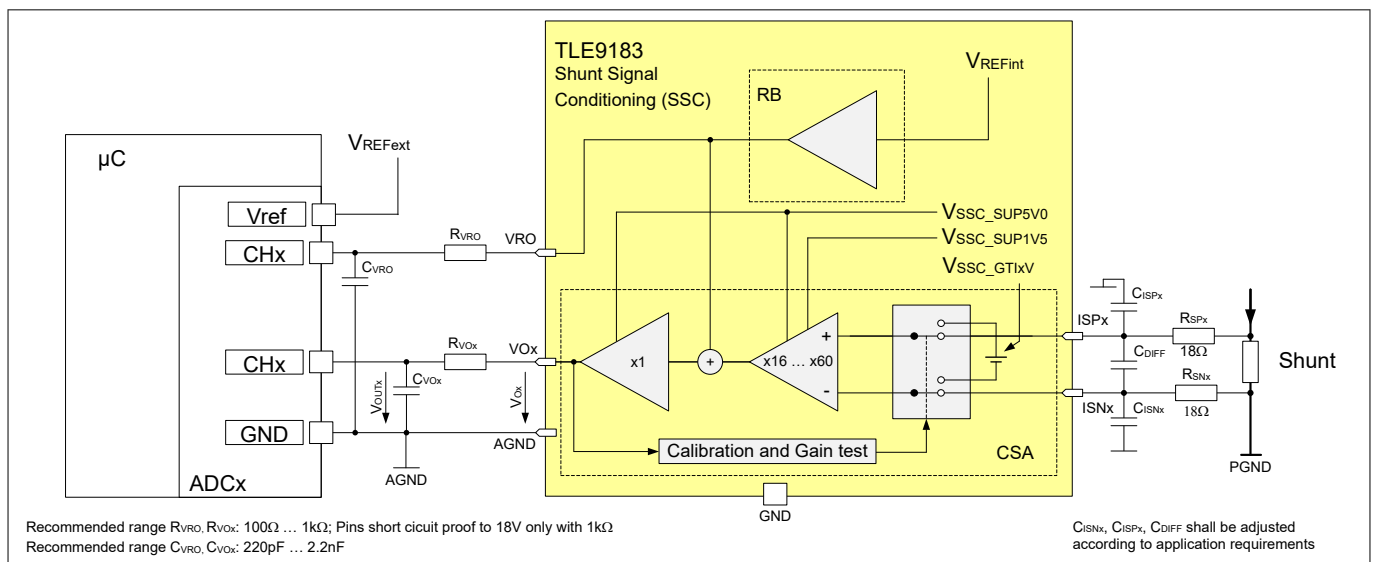 TLE9183
Shunt Signal
Conditioning (SSC)
RB
VREFint
µC
VREFext
Vref
CHx
RVRO
VRO
CVRO
VSSC_SUP5V0
VSSC_SUP1V5
VSSC_GTIxV
CISPx
ISPx
RSPx
18Ω
CDIFF
Shunt
RSNx
18Ω
ISNx
CISNx
PGND
x1
+
x16 ... x60
+
-
CHx
RVOx
VOx
CVOx
VOUTx
VOx
GND
AGND
AGND
ADCx
Calibration and Gain test
CSA
GND
Recommended range RVRO, RVOx: 100Ω … 1kΩ; Pins short cicuit proof to 18V only with 1kΩ
Recommended range CVRO, CVOx: 220pF … 2.2nF
CISNx, CISPx, CDIFF shall be adjusted
according to application requirements